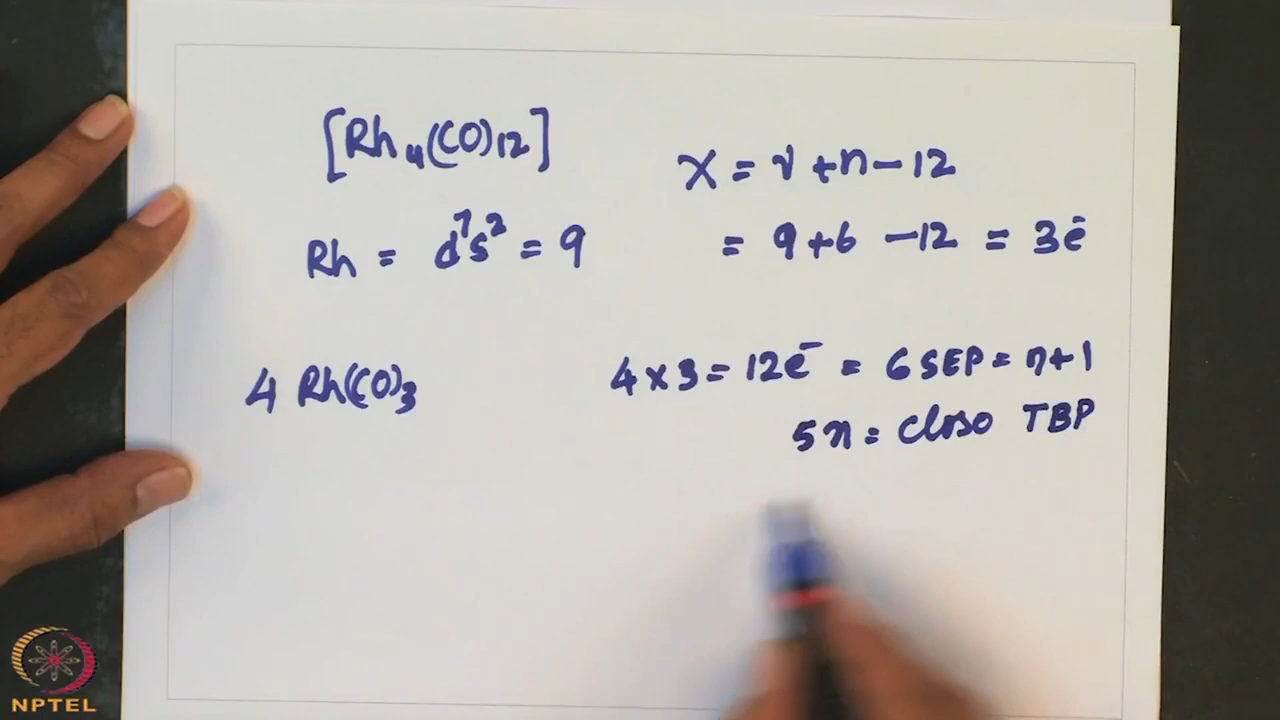 [Rh₄(CO)12]
X = v + n - 12
Rh = d⁷s² = 9
= 9 + 6 - 12 = 3ē
4 Rh(CO)₃
4 x 3 = 12e⁻ = 6 SEP = n + 1
5n = closo TBP
NPTEL